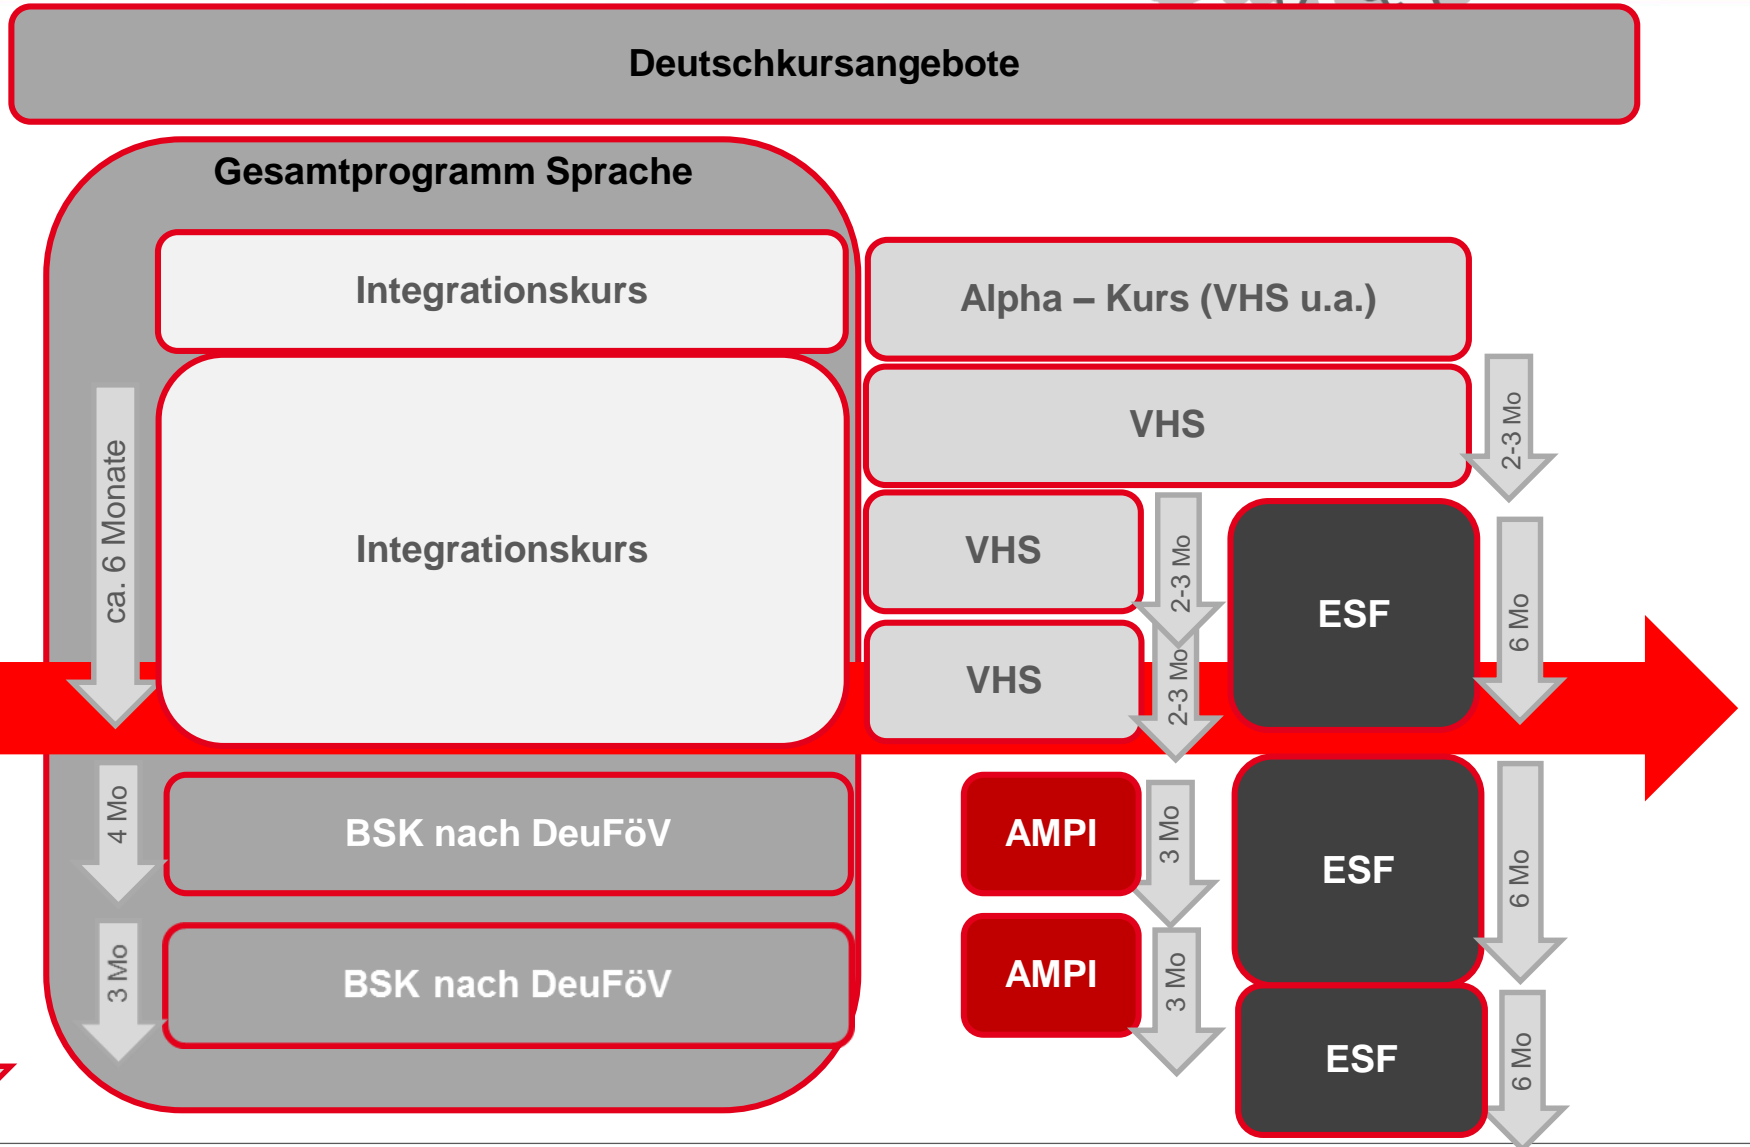 Deutschkursangebote
Gesamtprogramm Sprache
Integrationskurs
Alpha – Kurs (VHS u.a.)
VHS
2-3 Mo
ca. 6 Monate
Integrationskurs
VHS
2-3 Mo
ESF
6 Mo
VHS
2-3 Mo
4 Mo
BSK nach DeuFöV
AMPI
3 Mo
ESF
6 Mo
3 Mo
BSK nach DeuFöV
AMPI
3 Mo
ESF
6 Mo